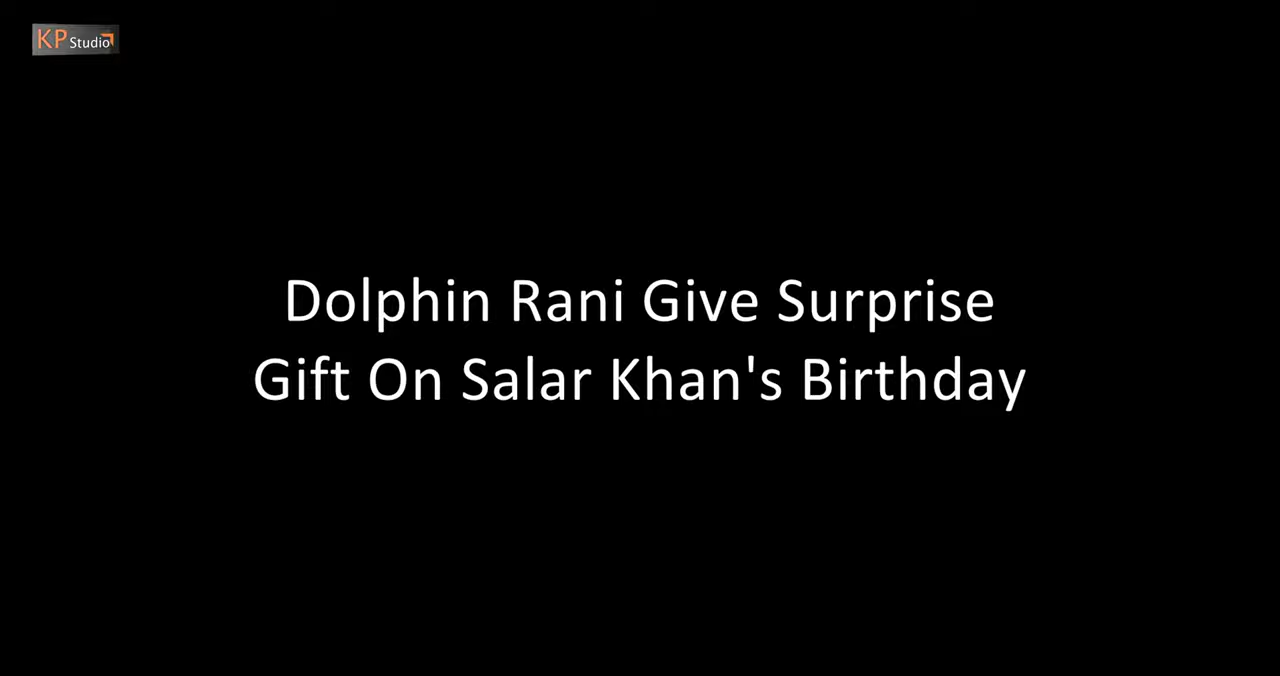 KP Studio
Dolphin Rani Give Surprise
Gift On Salar Khan's Birthday